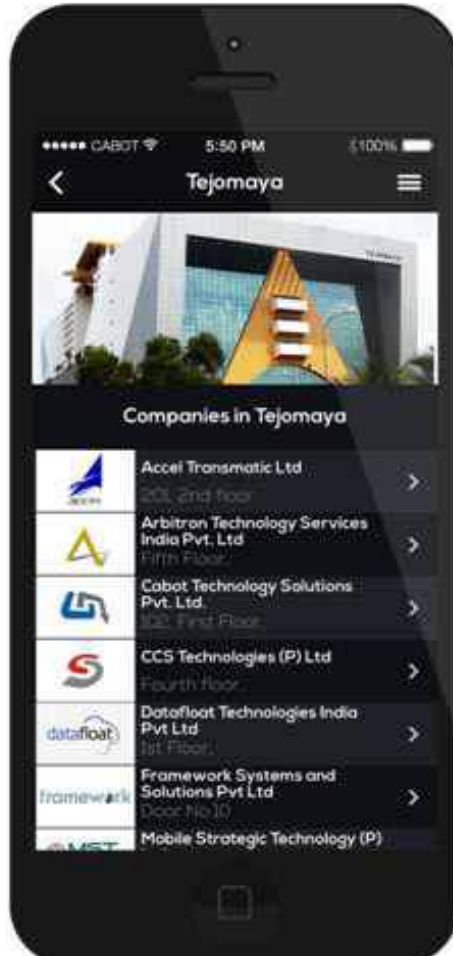 CABOT 5:50 PM 100%
Tejomaya
TEJOMAYA
Companies in Tejomaya
accel
Accel Transmatic Ltd
201, 2nd floor
Arbitron Technology Services
India Pvt. Ltd
Fifth Floor,
Cabot Technology Solutions
Pvt. Ltd.
102, First Floor,
CCS Technologies (P) Ltd
Fourth floor,
datafloat
Datafloat Technologies India
Pvt Ltd
1st Floor,
framework
Framework Systems and
Solutions Pvt Ltd
Door No.10
MST
Mobile Strategic Technology (P)